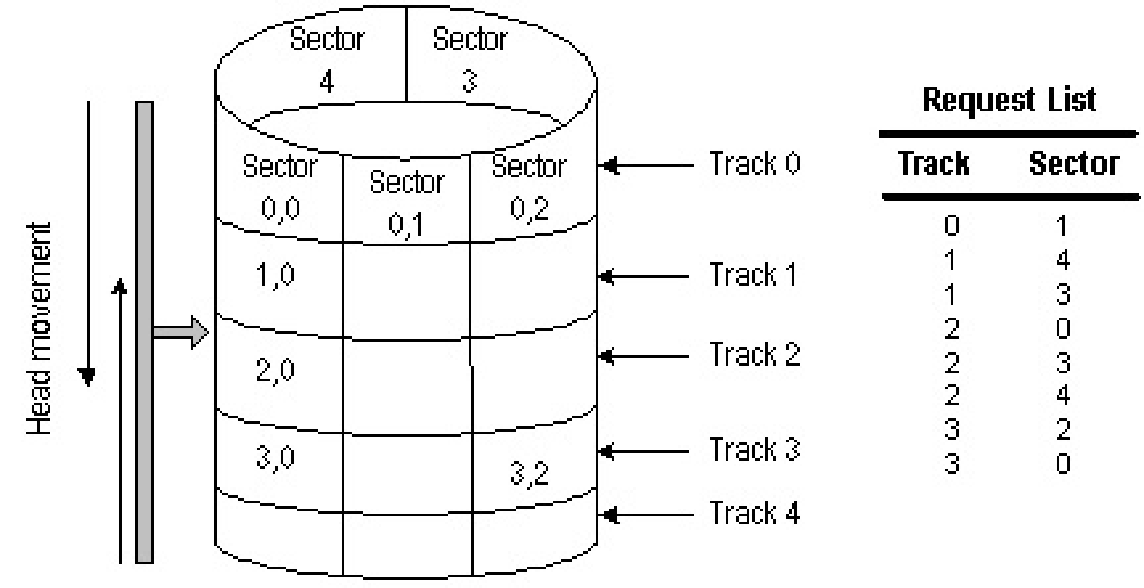 Sector
4
Sector
3
Sector
0,0
Sector
0,1
Sector
0,2
1,0
2,0
3,0
3,2
Head movement
Track 0
Track 1
Track 2
Track 3
Track 4
Request List
Track Sector
0 1
1 4
1 3
2 0
2 3
2 4
3 2
3 0